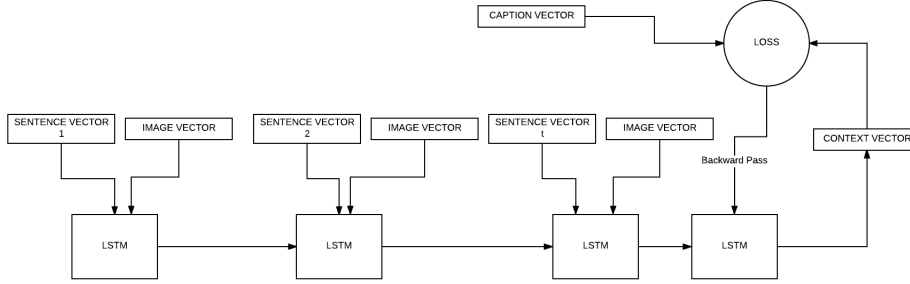 CAPTION VECTOR
LOSS
SENTENCE VECTOR
1
IMAGE VECTOR
SENTENCE VECTOR
2
IMAGE VECTOR
SENTENCE VECTOR
t
IMAGE VECTOR
CONTEXT VECTOR
Backward Pass
LSTM
LSTM
LSTM
LSTM